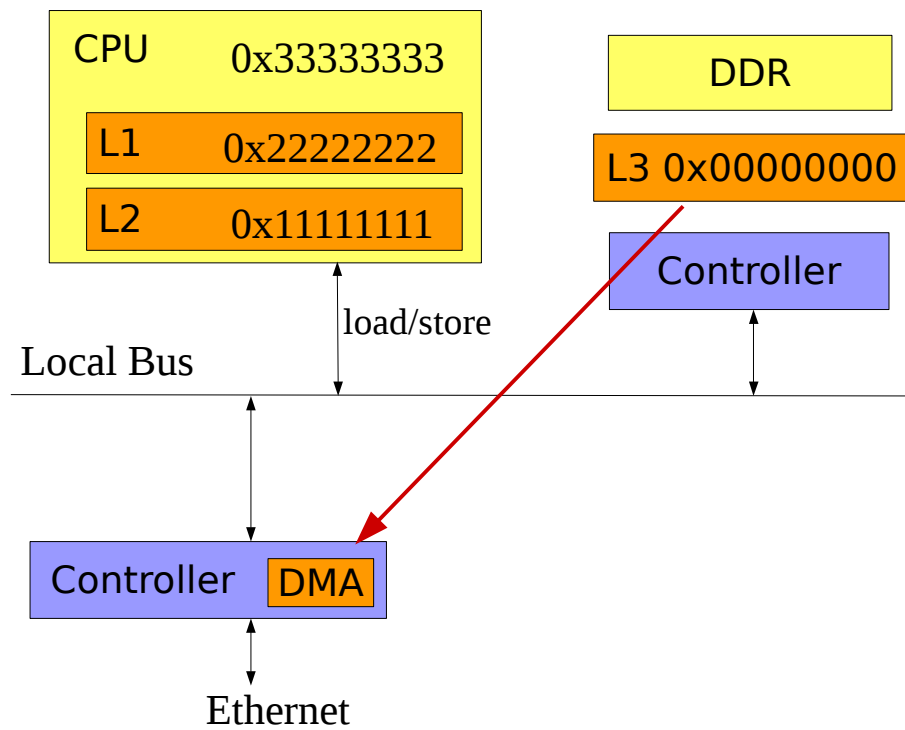 CPU 0x33333333
L1 0x22222222
L2 0x11111111
DDR
L3 0x00000000
Controller
load/store
Local Bus
Controller DMA
Ethernet